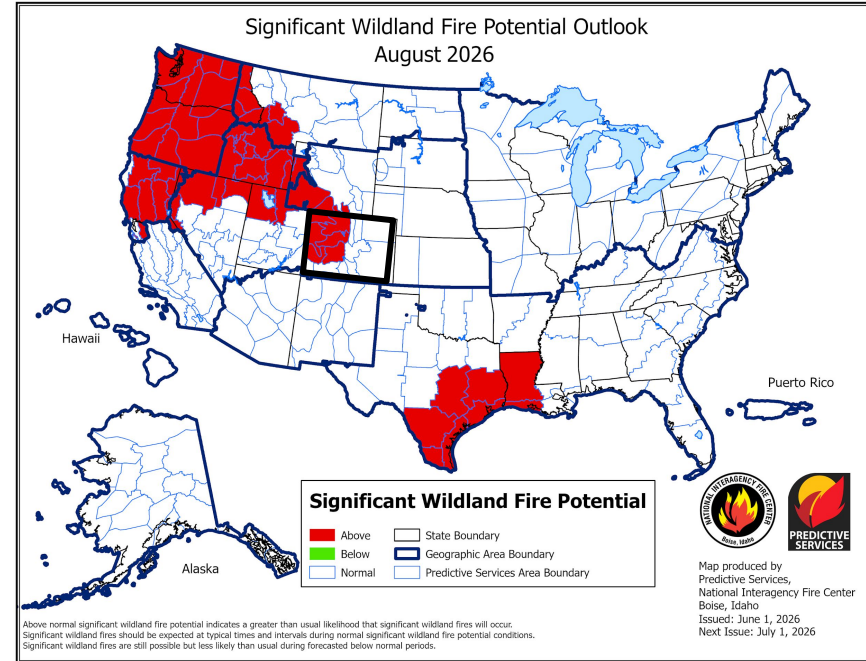 Significant Wildland Fire Potential Outlook
August 2026
Hawaii
Puerto Rico
Alaska
Significant Wildland Fire Potential
Above
State Boundary
Below
Geographic Area Boundary
Normal
Predictive Services Area Boundary
NATIONAL INTERAGENCY FIRE CENTER
Boise, Idaho
PREDICTIVE
SERVICES
Map produced by
Predictive Services,
National Interagency Fire Center
Boise, Idaho
Issued: June 1, 2026
Next Issue: July 1, 2026
Above normal significant wildland fire potential indicates a greater than usual likelihood that significant wildland fires will occur.
Significant wildland fires should be expected at typical times and intervals during normal significant wildland fire potential conditions.
Significant wildland fires are still possible but less likely than usual during forecasted below normal periods.